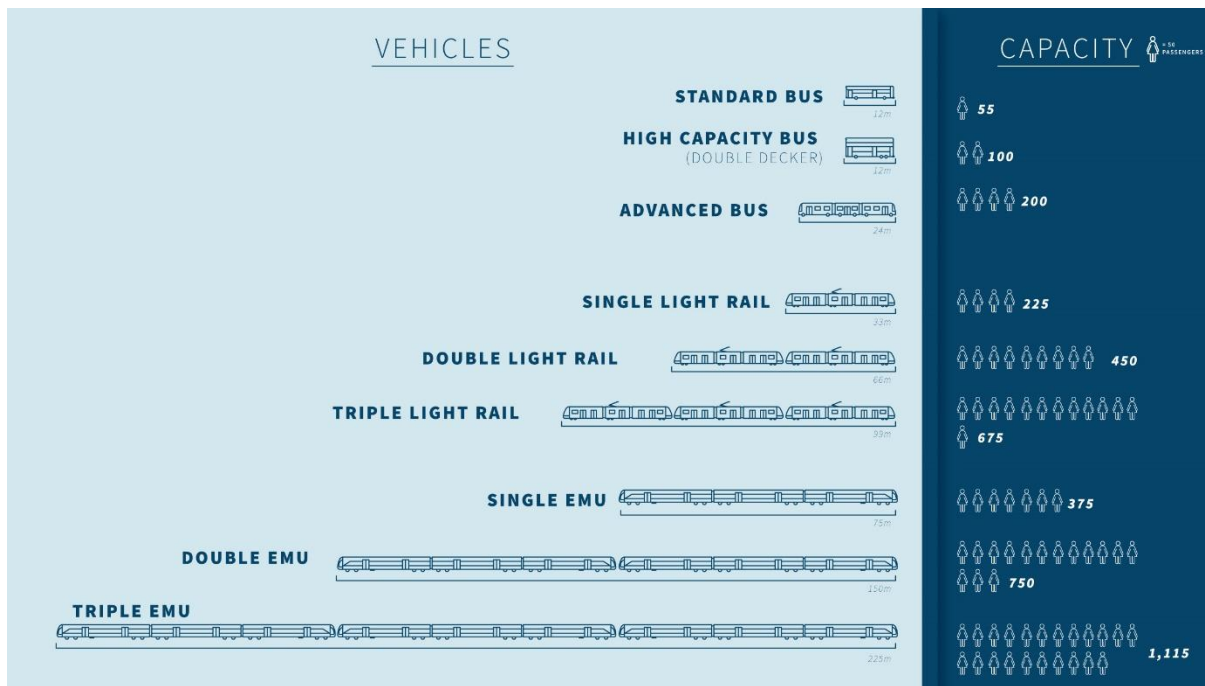 VEHICLES
CAPACITY
= 50
PASSENGERS
STANDARD BUS
12m
55
HIGH CAPACITY BUS
(DOUBLE DECKER)
12m
100
ADVANCED BUS
24m
200
SINGLE LIGHT RAIL
33m
225
DOUBLE LIGHT RAIL
66m
450
TRIPLE LIGHT RAIL
99m
675
SINGLE EMU
75m
375
DOUBLE EMU
150m
750
TRIPLE EMU
225m
1,115